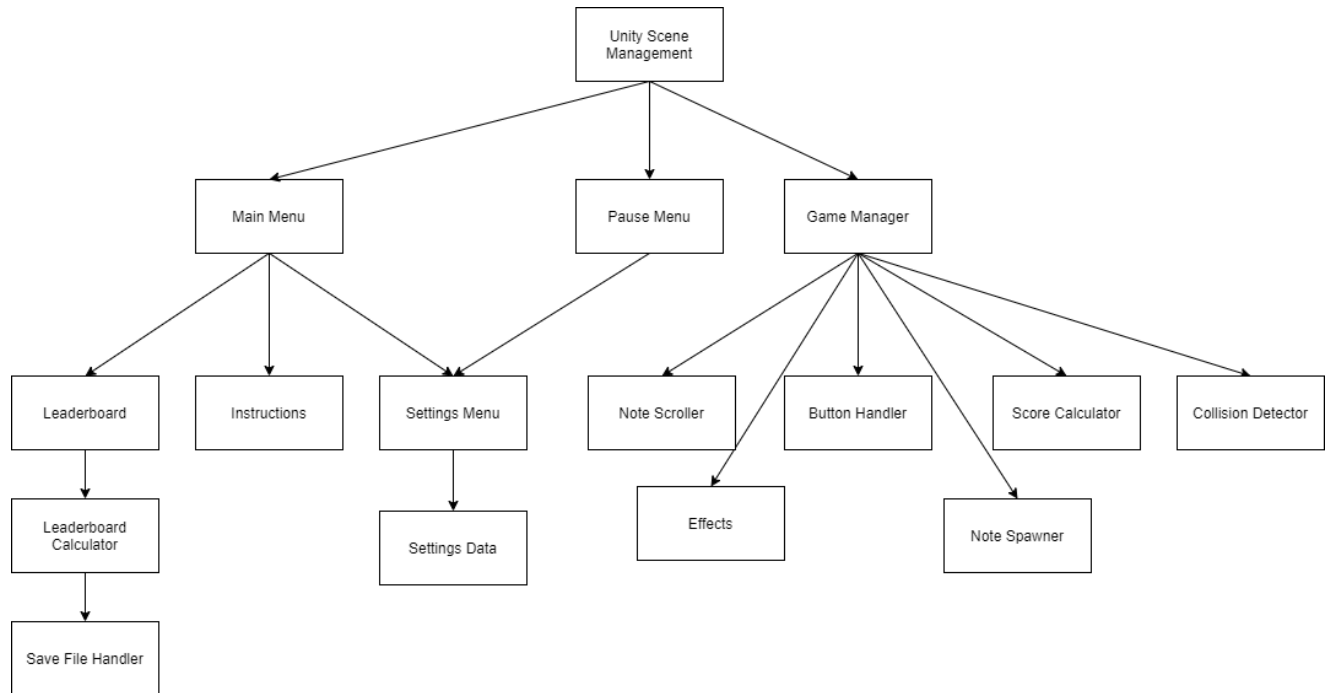 Unity Scene
Management
Main Menu
Pause Menu
Game Manager
Leaderboard
Instructions
Settings Menu
Note Scroller
Button Handler
Score Calculator
Collision Detector
Leaderboard
Calculator
Settings Data
Effects
Note Spawner
Save File Handler